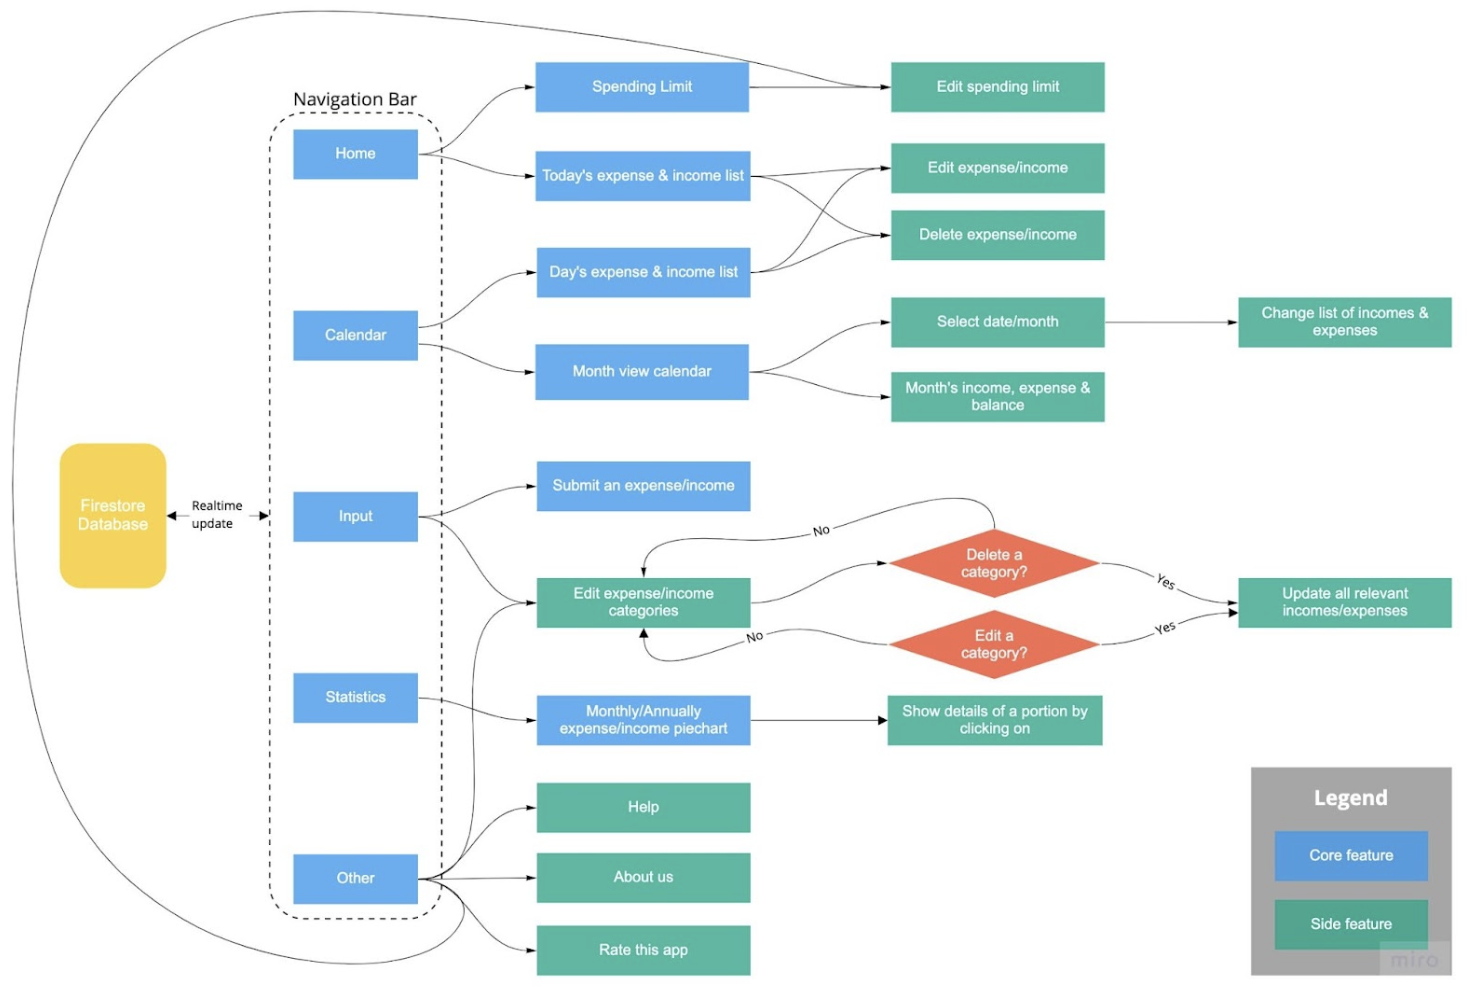 Navigation Bar
Home
Calendar
Input
Statistics
Other
Firestore
Database
Realtime
update
Spending Limit
Today's expense & income list
Day's expense & income list
Month view calendar
Submit an expense/income
Edit expense/income
categories
Monthly/Annually
expense/income piechart
Help
About us
Rate this app
Edit spending limit
Edit expense/income
Delete expense/income
Select date/month
Month's income, expense &
balance
Change list of incomes &
expenses
No
Delete a
category?
Yes
No
Edit a
category?
Yes
Update all relevant
incomes/expenses
Show details of a portion by
clicking on
Legend
Core feature
Side feature
miro